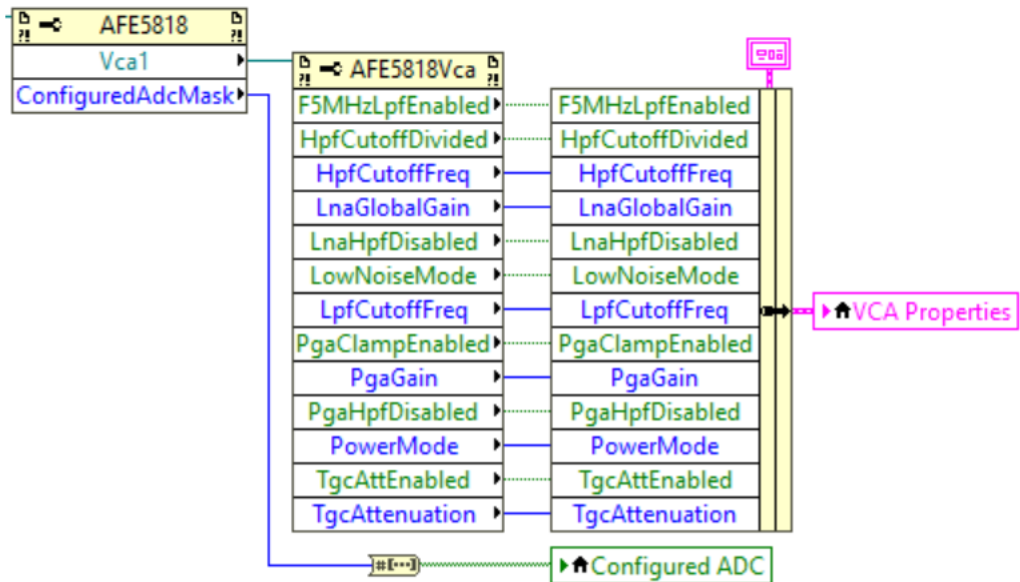 AFE5818
Vca1
ConfiguredAdcMask
AFE5818Vca
F5MHzLpfEnabled
HpfCutoffDivided
HpfCutoffFreq
LnaGlobalGain
LnaHpfDisabled
LowNoiseMode
LpfCutoffFreq
PgaClampEnabled
PgaGain
PgaHpfDisabled
PowerMode
TgcAttEnabled
TgcAttenuation
F5MHzLpfEnabled
HpfCutoffDivided
HpfCutoffFreq
LnaGlobalGain
LnaHpfDisabled
LowNoiseMode
LpfCutoffFreq
PgaClampEnabled
PgaGain
PgaHpfDisabled
PowerMode
TgcAttEnabled
TgcAttenuation
VCA Properties
#[...]
Configured ADC